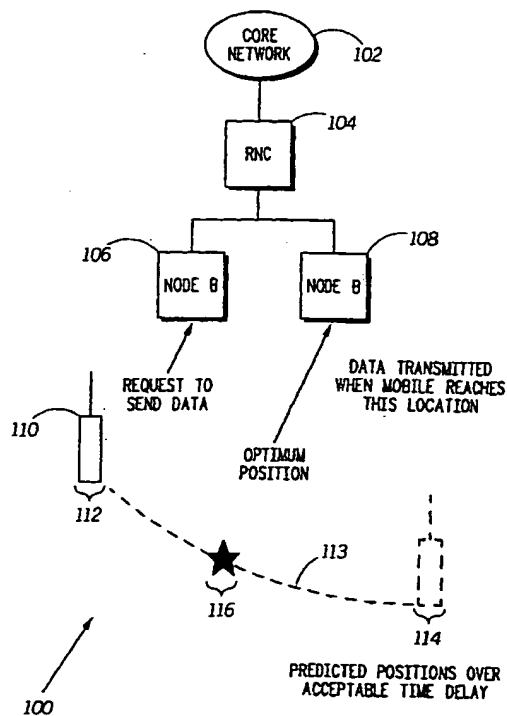 CORE
NETWORK
102
104
RNC
106
108
NODE B
NODE B
REQUEST TO
SEND DATA
DATA TRANSMITTED
WHEN MOBILE REACHES
THIS LOCATION
110
OPTIMUM
POSITION
112
113
116
114
PREDICTED POSITIONS OVER
ACCEPTABLE TIME DELAY
100